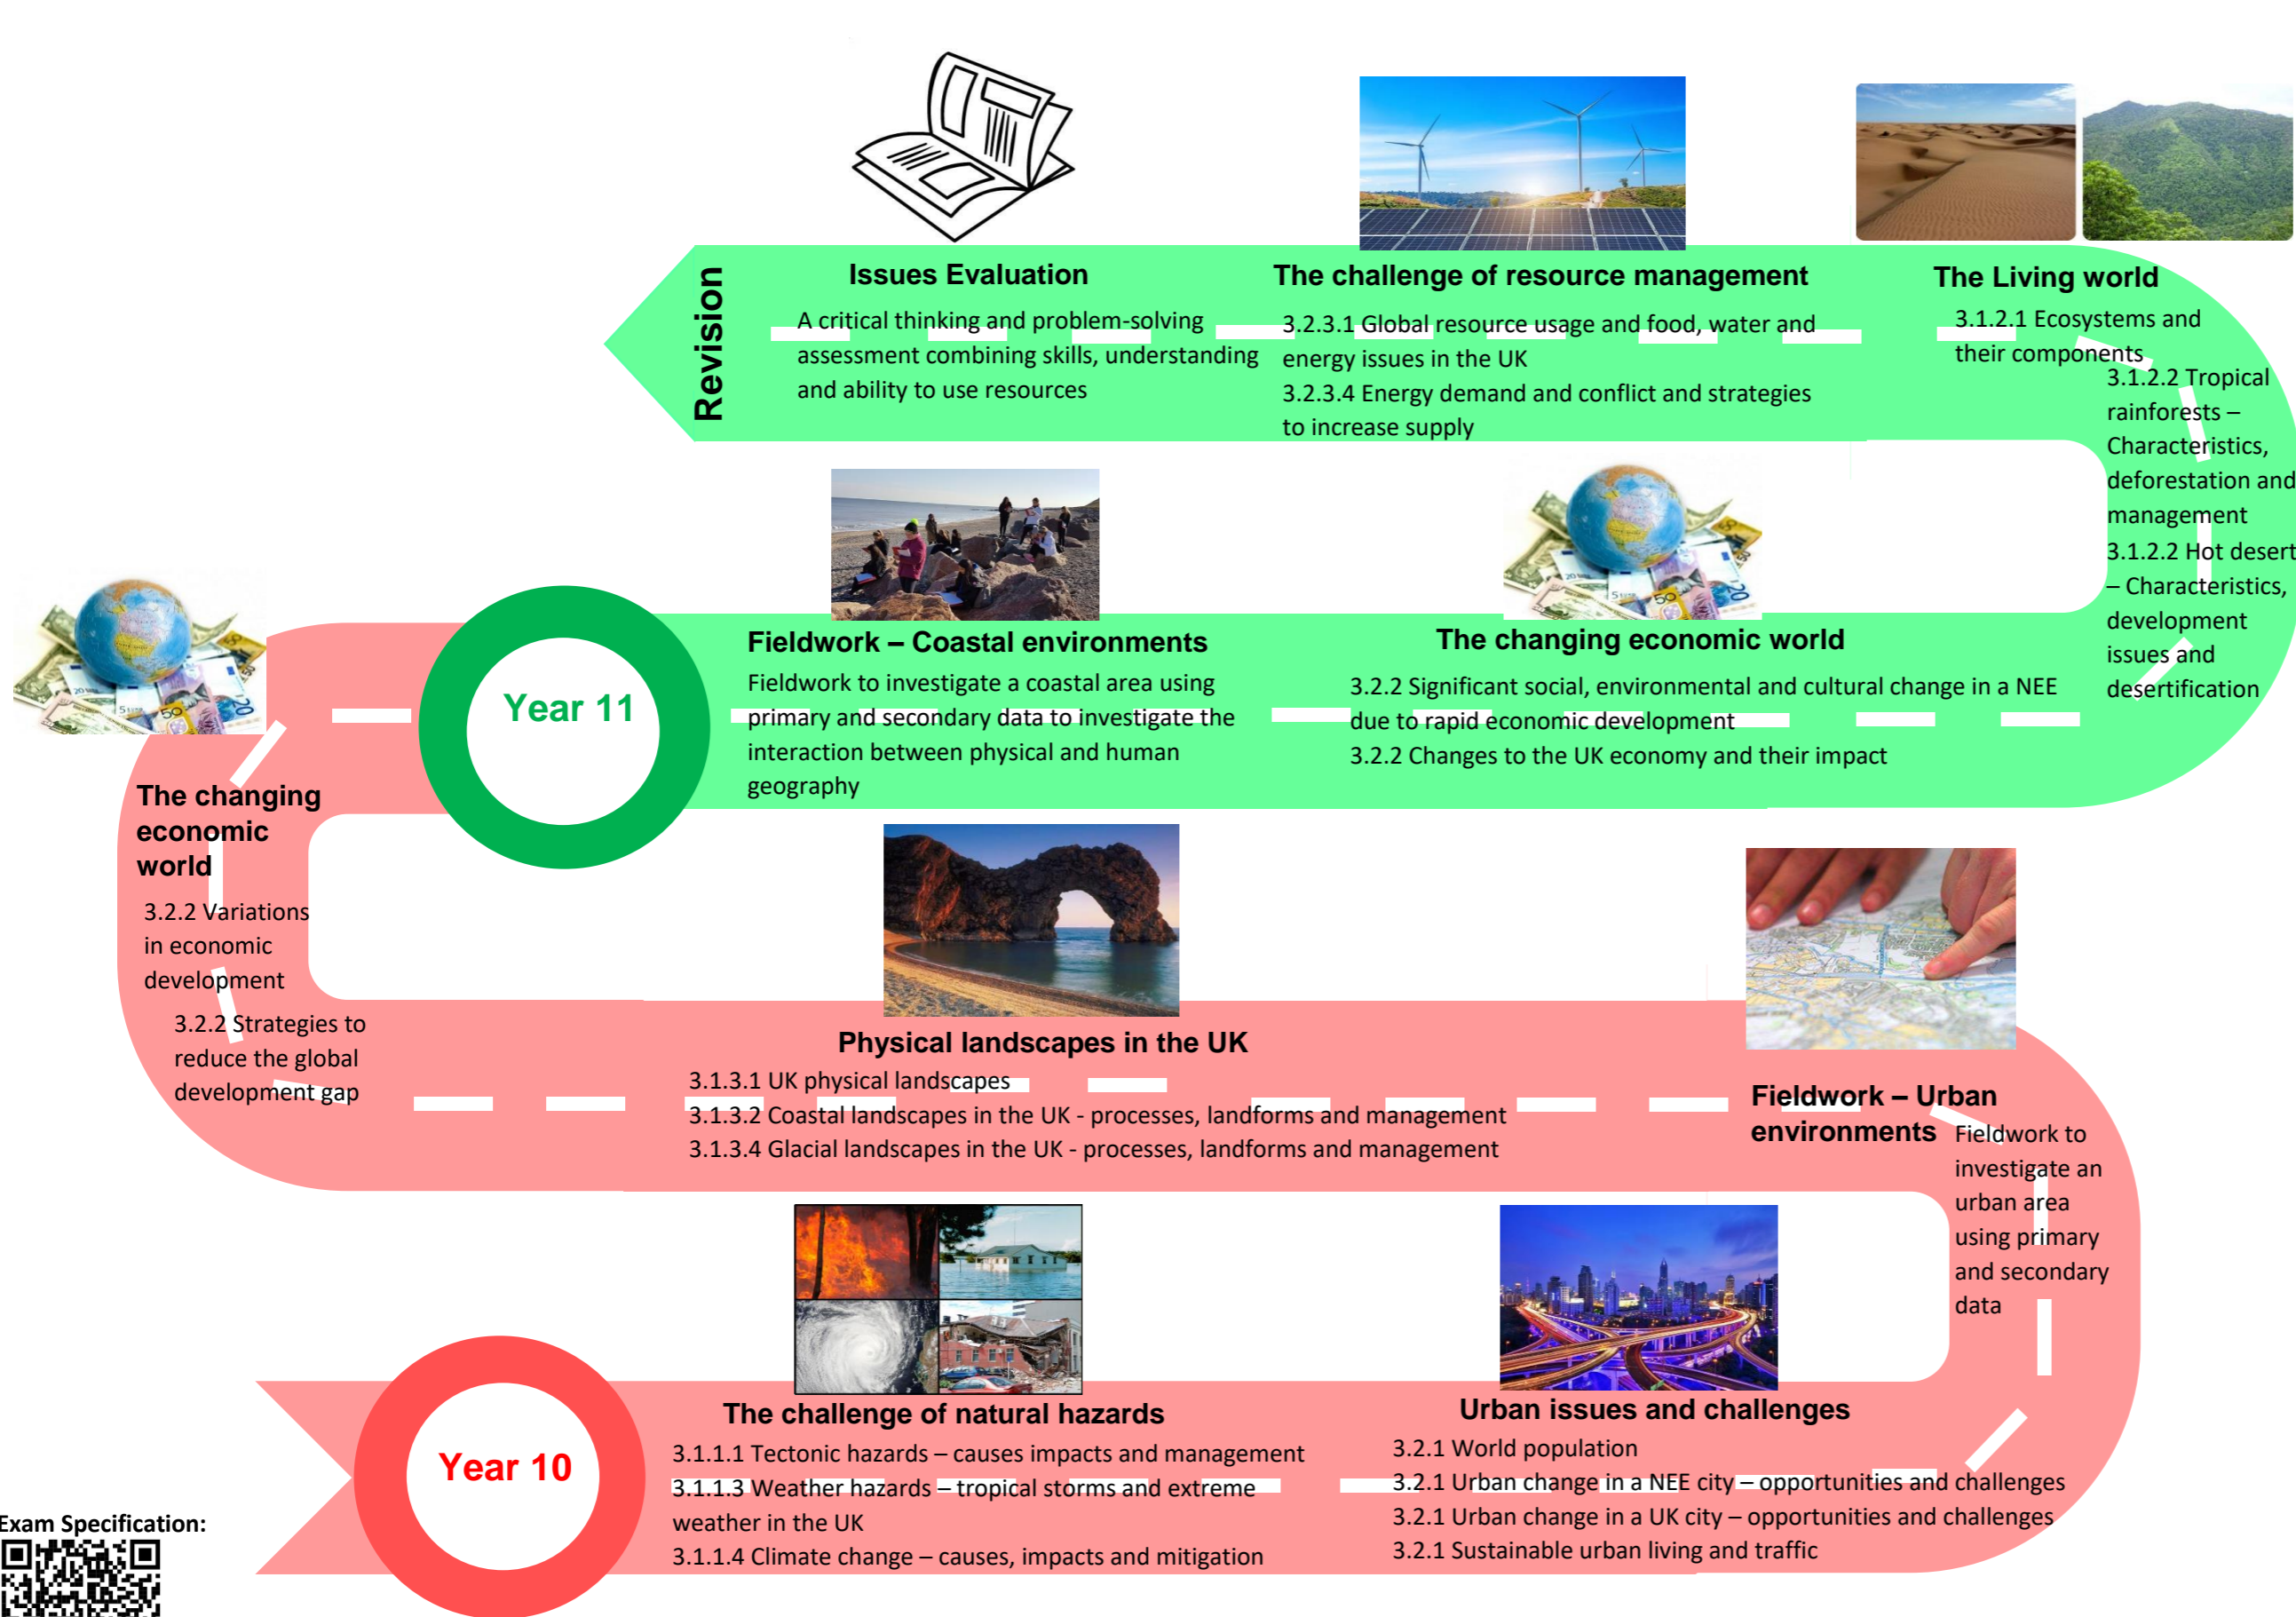 Revision
Issues Evaluation
A critical thinking and problem-solving
assessment combining skills, understanding
and ability to use resources
The challenge of resource management
3.2.3.1 Global resource usage and food, water and
energy issues in the UK
3.2.3.4 Energy demand and conflict and strategies
to increase supply
The Living world
3.1.2.1 Ecosystems and
their components
3.1.2.2 Tropical
rainforests –
Characteristics,
deforestation and
management
3.1.2.2 Hot desert
– Characteristics,
development
issues and
desertification
Year 11
Fieldwork – Coastal environments
Fieldwork to investigate a coastal area using
primary and secondary data to investigate the
interaction between physical and human
geography
The changing economic world
3.2.2 Significant social, environmental and cultural change in a NEE
due to rapid economic development
3.2.2 Changes to the UK economy and their impact
The changing
economic
world
3.2.2 Variations
in economic
development
3.2.2 Strategies to
reduce the global
development gap
Physical landscapes in the UK
3.1.3.1 UK physical landscapes
3.1.3.2 Coastal landscapes in the UK - processes, landforms and management
3.1.3.4 Glacial landscapes in the UK - processes, landforms and management
Fieldwork – Urban
environments
Fieldwork to
investigate an
urban area
using primary
and secondary
data
Year 10
The challenge of natural hazards
3.1.1.1 Tectonic hazards – causes impacts and management
3.1.1.3 Weather hazards – tropical storms and extreme
weather in the UK
3.1.1.4 Climate change – causes, impacts and mitigation
Urban issues and challenges
3.2.1 World population
3.2.1 Urban change in a NEE city – opportunities and challenges
3.2.1 Urban change in a UK city – opportunities and challenges
3.2.1 Sustainable urban living and traffic
Exam Specification: